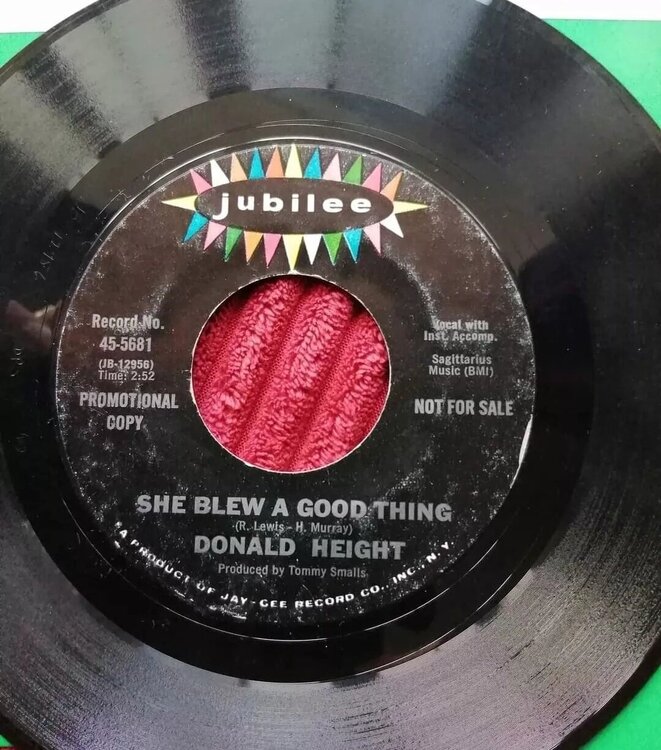 jubilee
Record No.
45-5681
(JB-12956)
Time: 2:52
PROMOTIONAL
COPY
Vocal with
Inst. Accomp.
Sagittarius
Music (BMI)
NOT FOR SALE
SHE BLEW A GOOD THING
(R. Lewis - H. Murray)
DONALD HEIGHT
Produced by Tommy Smalls
A PRODUCT OF JAY-GEE RECORD CO., INC., N.Y.